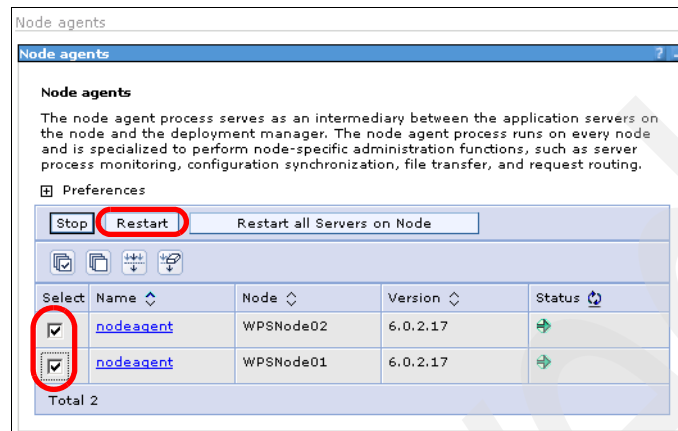 Node agents
Node agents ? -
Node agents
The node agent process serves as an intermediary between the application servers on
the node and the deployment manager. The node agent process runs on every node
and is specialized to perform node-specific administration functions, such as server
process monitoring, configuration synchronization, file transfer, and request routing.
Preferences
Stop Restart Restart all Servers on Node
Select Name Node Version Status
nodeagent WPSNode02 6.0.2.17
nodeagent WPSNode01 6.0.2.17
Total 2